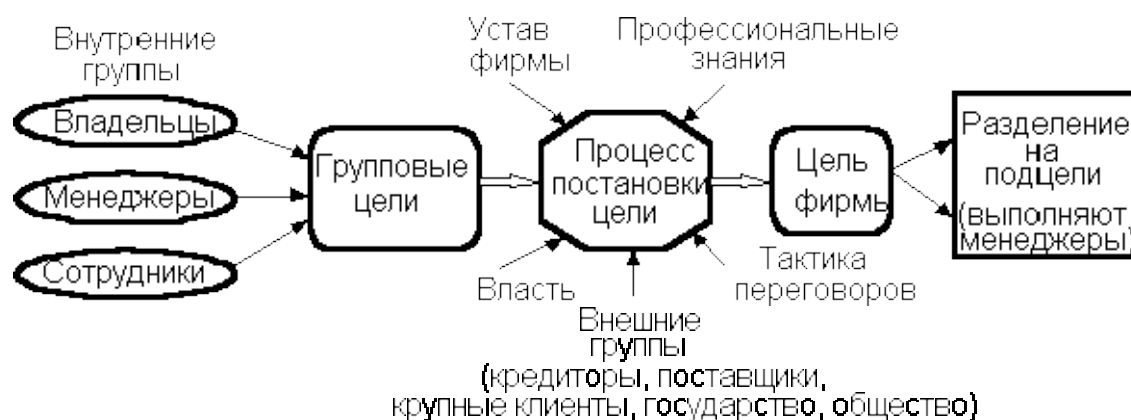 Внутренние
группы
Владельцы
Менеджеры
Сотрудники
Групповые
цели
Устав
фирмы
Профессиональные
знания
Процесс
постановки
цели
Власть
Внешние
группы
(кредиторы, поставщики,
крупные клиенты, государство, общество)
Тактика
переговоров
Цель
фирмы
Разделение
на
подцели
(выполняют
менеджеры)